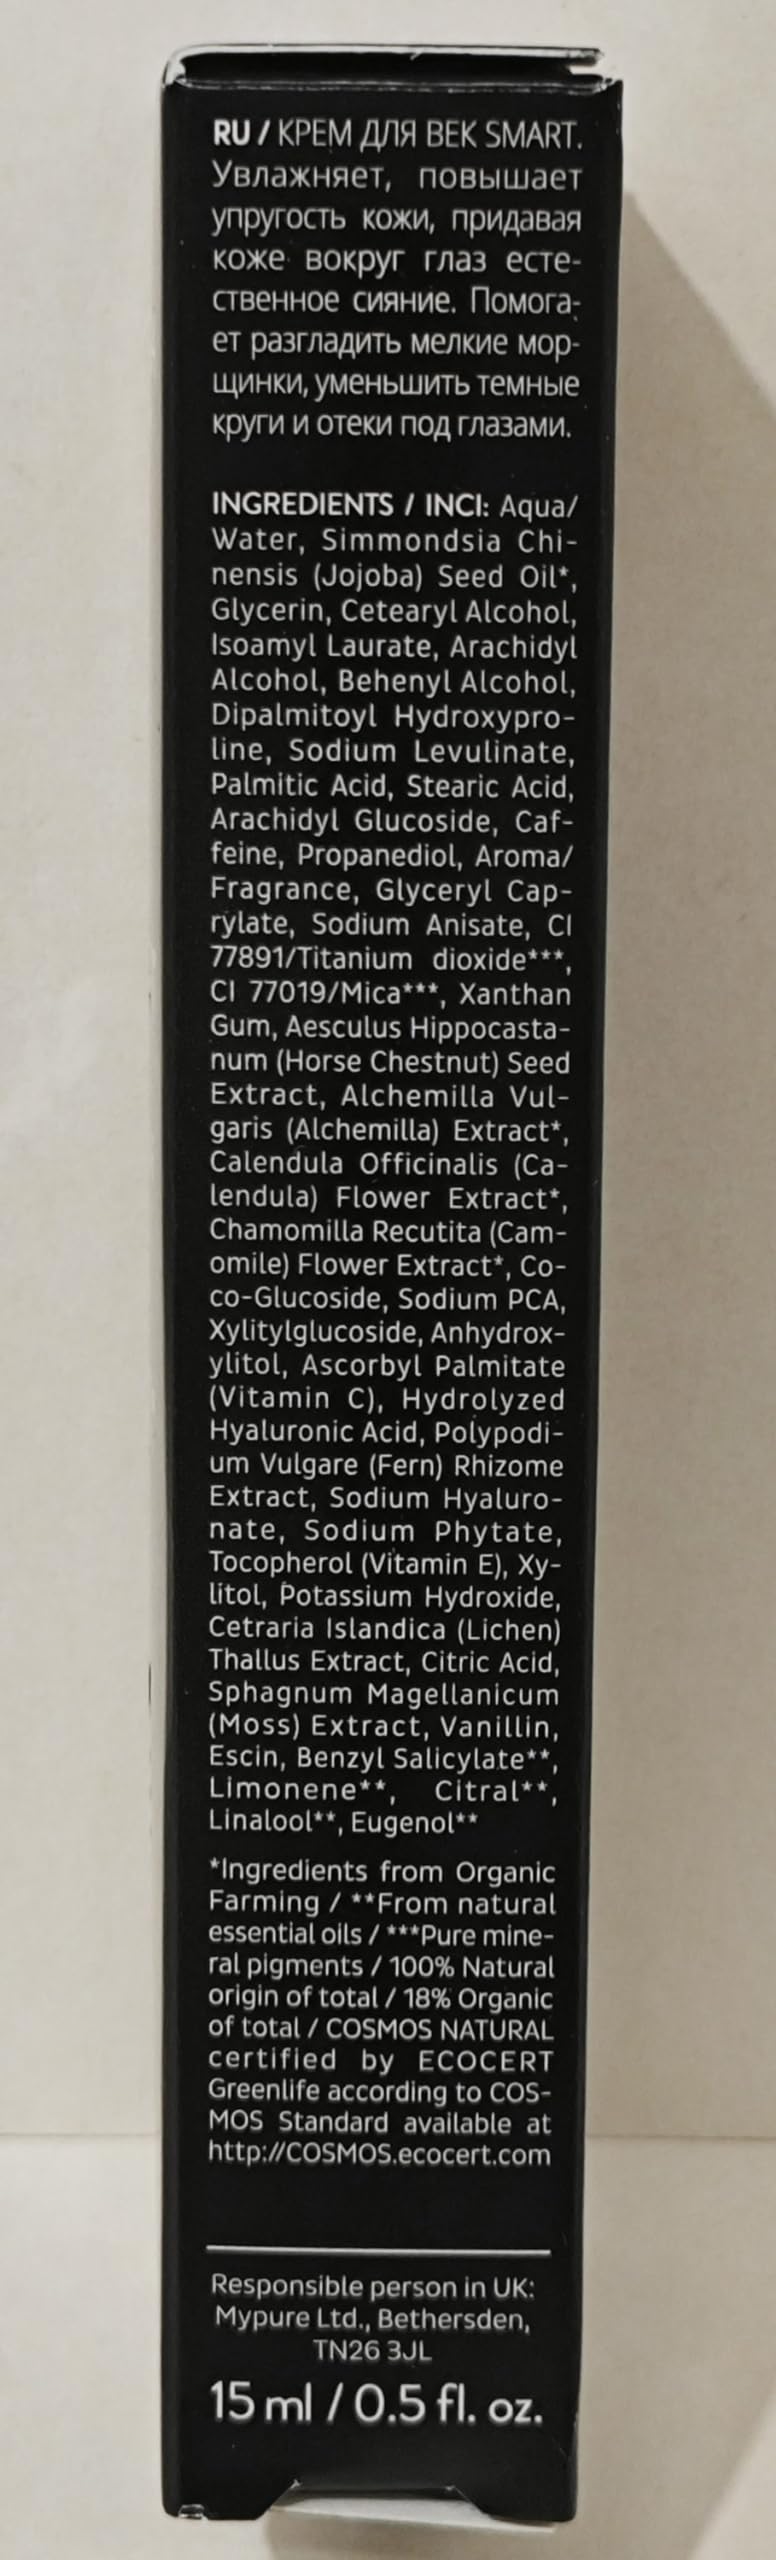 RU / КРЕМ ДЛЯ ВЕК SMART.
Увлажняет, повышает
упругость кожи, придавая
коже вокруг глаз есте-
ственное сияние. Помога-
ет разгладить мелкие мор-
щинки, уменьшить темные
круги и отеки под глазами.
INGREDIENTS / INCI: Aqua/
Water, Simmondsia Chi-
nensis (Jojoba) Seed Oil*,
Glycerin, Cetearyl Alcohol,
Isoamyl Laurate, Arachidyl
Alcohol, Behenyl Alcohol,
Dipalmitoyl Hydroxypro-
line, Sodium Levulinate,
Palmitic Acid, Stearic Acid,
Arachidyl Glucoside, Caf-
feine, Propanediol, Aroma/
Fragrance, Glyceryl Cap-
rylate, Sodium Anisate, CI
77891/Titanium dioxide***,
CI 77019/Mica***, Xanthan
Gum, Aesculus Hippocasta-
num (Horse Chestnut) Seed
Extract, Alchemilla Vul-
garis (Alchemilla) Extract*,
Calendula Officinalis (Ca-
lendula) Flower Extract*,
Chamomilla Recutita (Cam-
omile) Flower Extract*, Co-
co-Glucoside, Sodium PCA,
Xylitylglucoside, Anhydrox-
ylitol, Ascorbyl Palmitate
(Vitamin C), Hydrolyzed
Hyaluronic Acid, Polypodi-
um Vulgare (Fern) Rhizome
Extract, Sodium Hyaluro-
nate, Sodium Phytate,
Tocopherol (Vitamin E), Xy-
litol, Potassium Hydroxide,
Cetraria Islandica (Lichen)
Thallus Extract, Citric Acid,
Sphagnum Magellanicum
(Moss) Extract, Vanillin,
Escin, Benzyl Salicylate**,
Limonene**, Citral**,
Linalool**, Eugenol**
*Ingredients from Organic
Farming / **From natural
essential oils / ***Pure mine-
ral pigments / 100% Natural
origin of total / 18% Organic
of total / COSMOS NATURAL
certified by ECOCERT
Greenlife according to COS-
MOS Standard available at
http://COSMOS.ecocert.com
Responsible person in UK:
Mypure Ltd., Bethersden,
TN26 3JL
15 ml / 0.5 fl. oz.